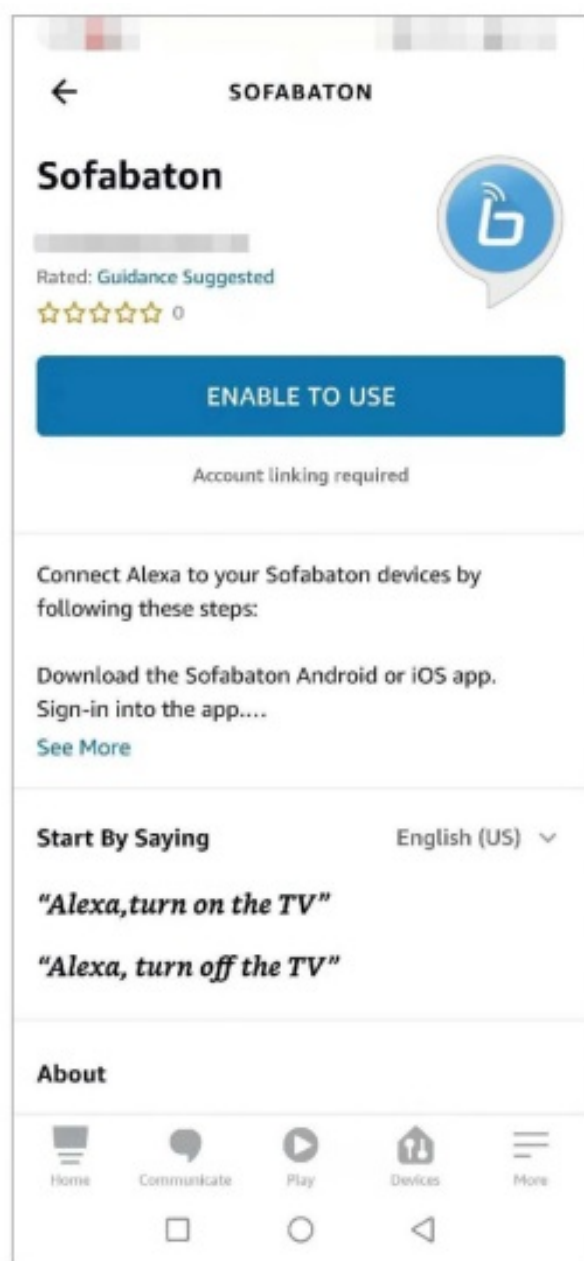 SOFABATON
Sofabaton
Rated: Guidance Suggested
0
ENABLE TO USE
Account linking required
Connect Alexa to your Sofabaton devices by
following these steps:
Download the Sofabaton Android or iOS app.
Sign-in into the app....
See More
Start By Saying English (US)
“Alexa,turn on the TV”
“Alexa, turn off the TV”
About
Home Communicate Play Devices More